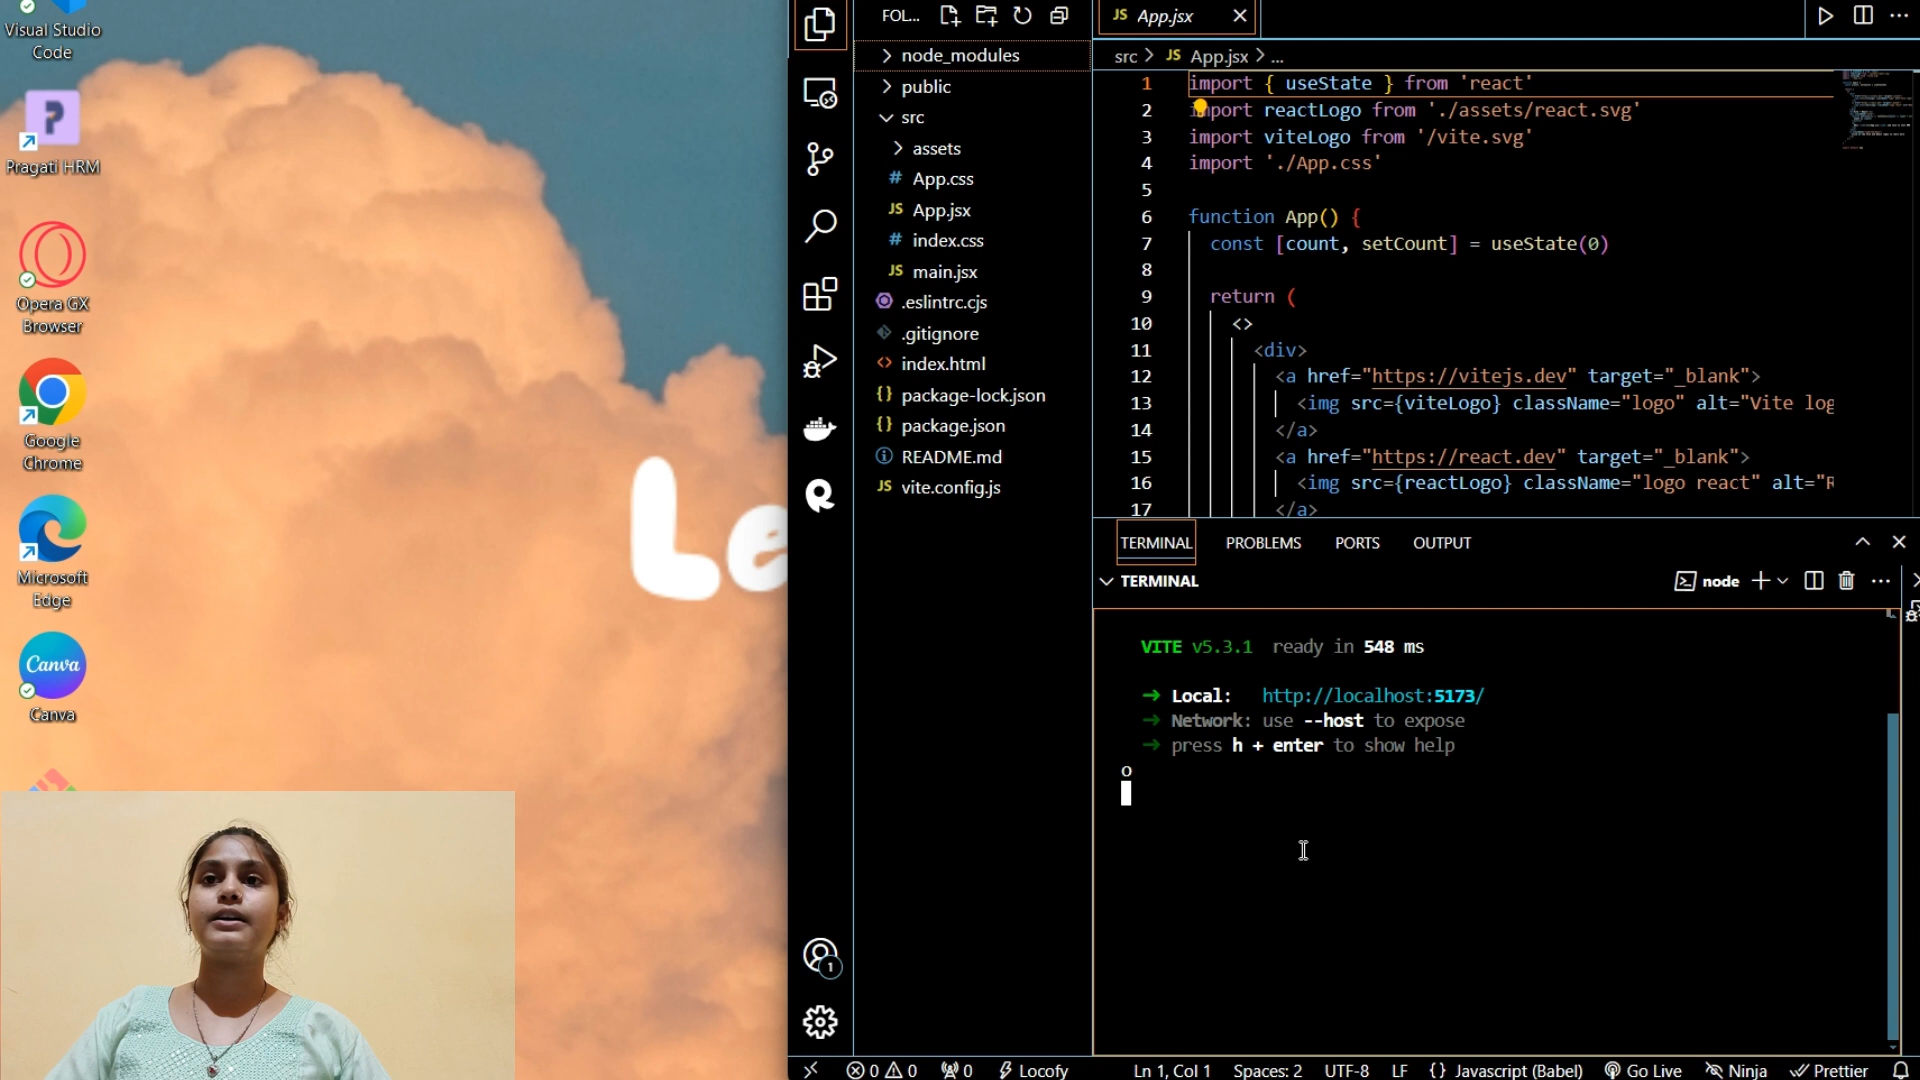 Visual Studio
Code
Pragati HRM
Opera GX
Browser
Google
Chrome
Microsoft
Edge
Canva
Canva
Le
1
FOL...
node_modules
public
src
assets
# App.css
JS App.jsx
# index.css
JS main.jsx
.eslintrc.cjs
.gitignore
<> index.html
{} package-lock.json
{} package.json
README.md
JS vite.config.js
JS App.jsx
src > JS App.jsx > ...
1 import { useState } from 'react'
2 import reactLogo from './assets/react.svg'
3 import viteLogo from '/vite.svg'
4 import './App.css'
5
6 function App() {
7 const [count, setCount] = useState(0)
8
9 return (
10 <>
11 <div>
12 <a href="https://vitejs.dev" target="_blank">
13 <img src={viteLogo} className="logo" alt="Vite log
14 </a>
15 <a href="https://react.dev" target="_blank">
16 <img src={reactLogo} className="logo react" alt="R
17 </a>
TERMINAL PROBLEMS PORTS OUTPUT
TERMINAL
node
VITE v5.3.1 ready in 548 ms
➜ Local: http://localhost:5173/
➜ Network: use --host to expose
➜ press h + enter to show help
o
0 0 0 Locofy Ln 1, Col 1 Spaces: 2 UTF-8 LF {} Javascript (Babel) Go Live Ninja Prettier